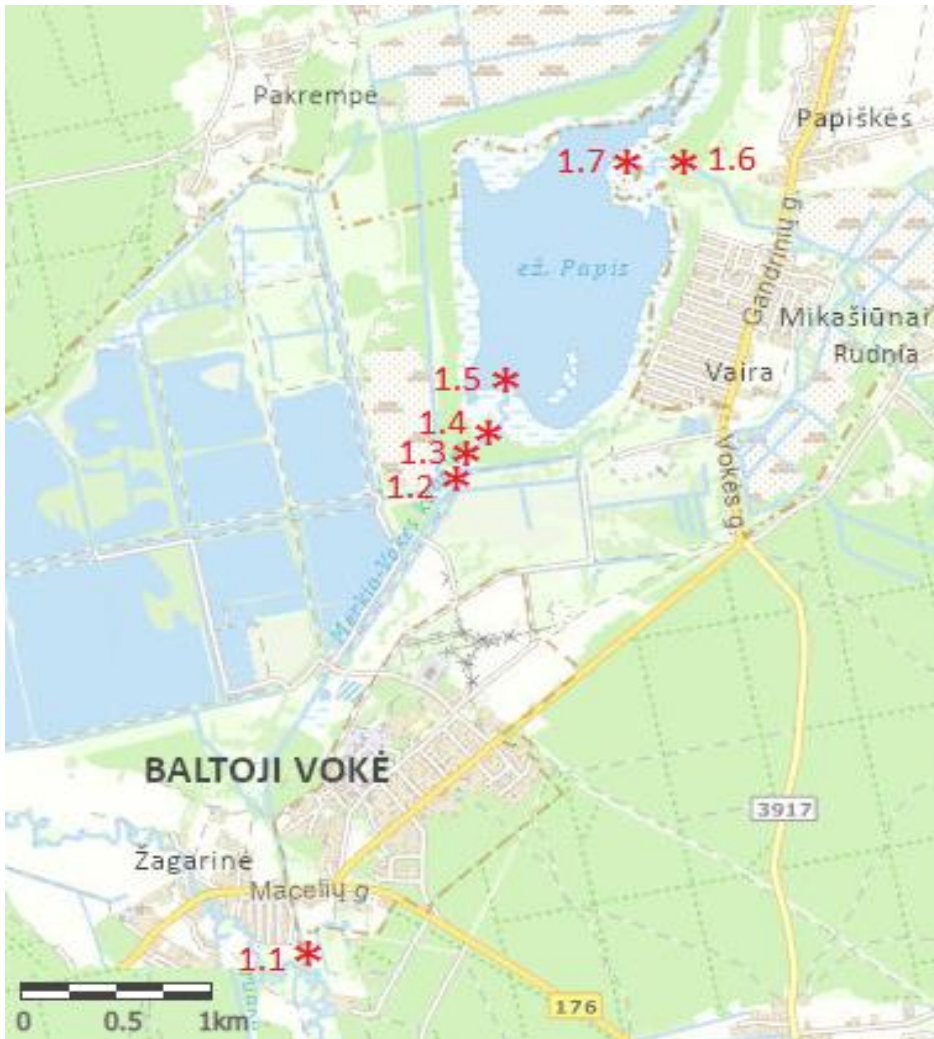 Pakrempė
Papiškės
1.7
1.6
Gandrinių g.
ež. Papis
Mikašiūnai
Rudnia
Vaira
1.5
1.4
1.3
1.2
Vokės g.
Merkio-Vokės k
BALTOJI VOKĖ
3917
Žagarinė
Macelių g
1.1
176
0 0.5 1km